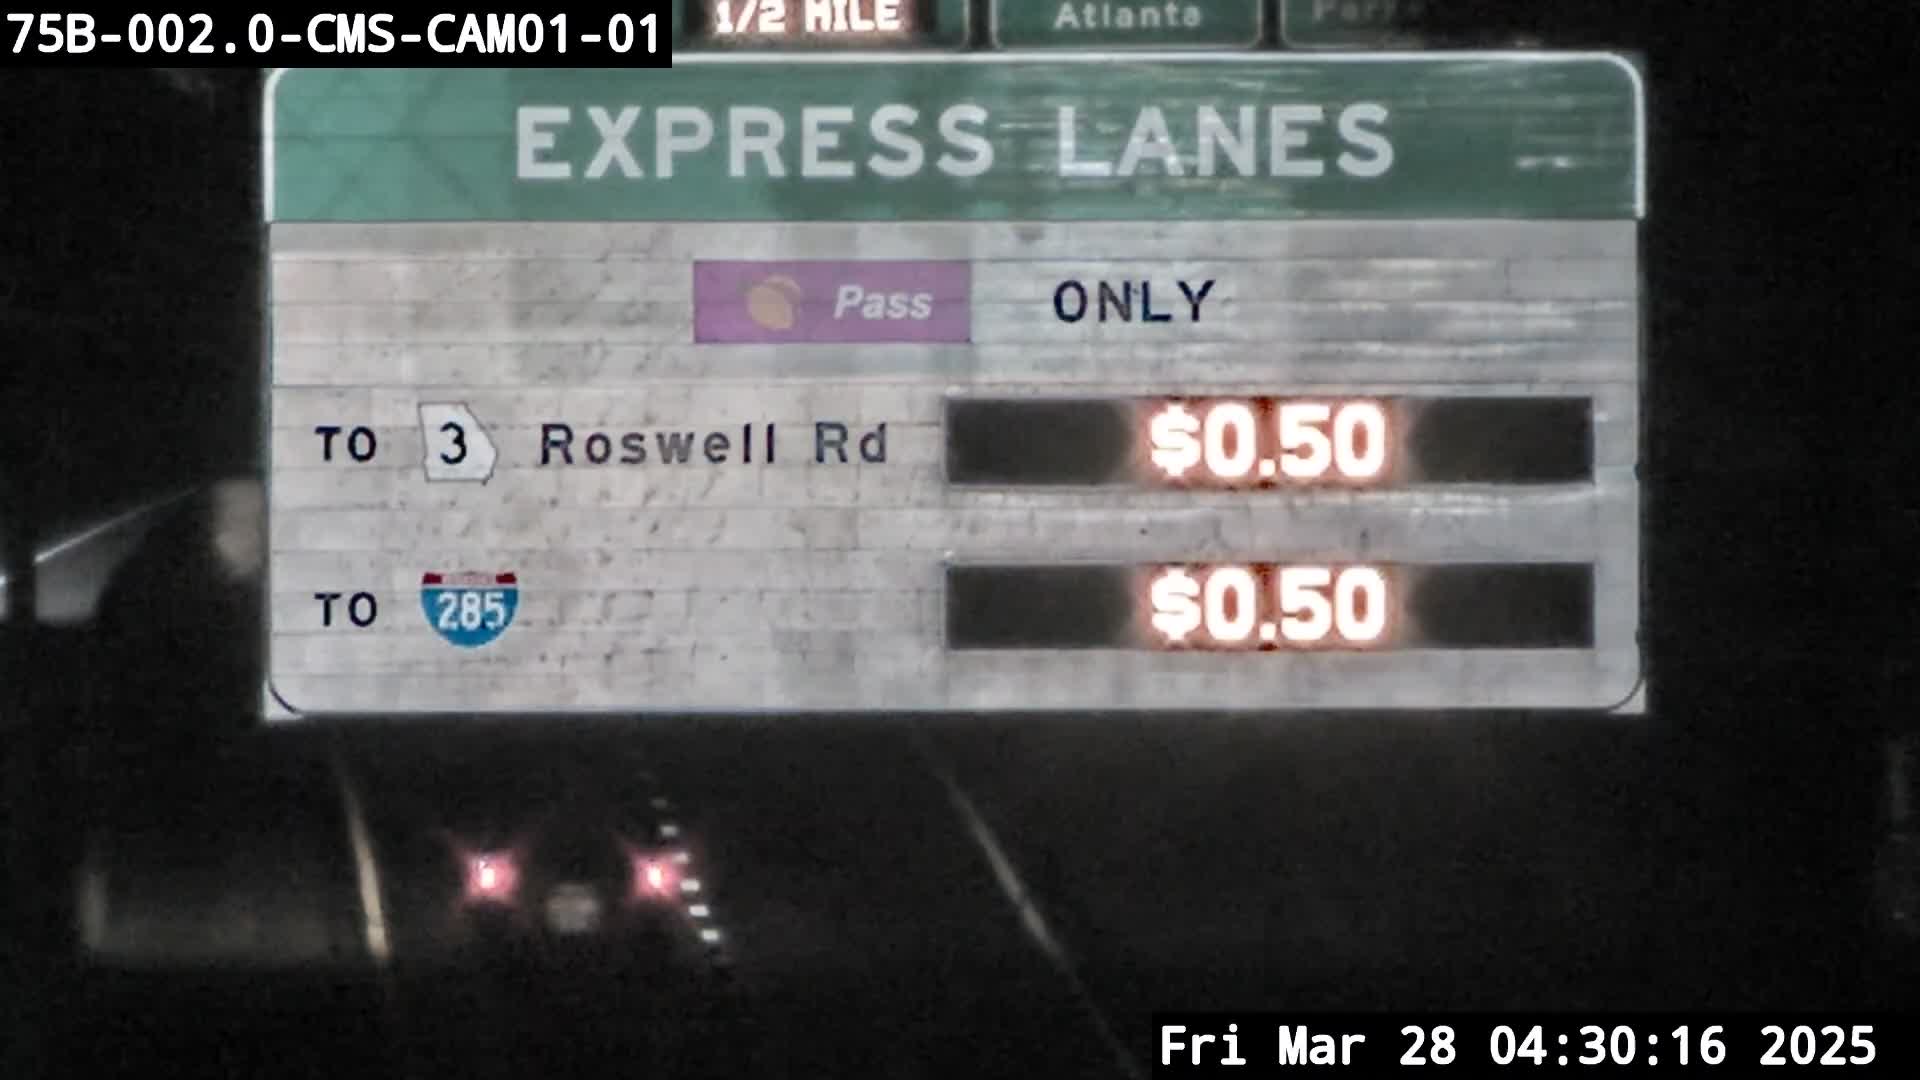 75B-002.0-CMS-CAM01-01
1/2 MILE
Atlanta
EXPRESS LANES
Pass ONLY
TO 3 Roswell Rd $0.50
TO 285 $0.50
Fri Mar 28 04:30:16 2025